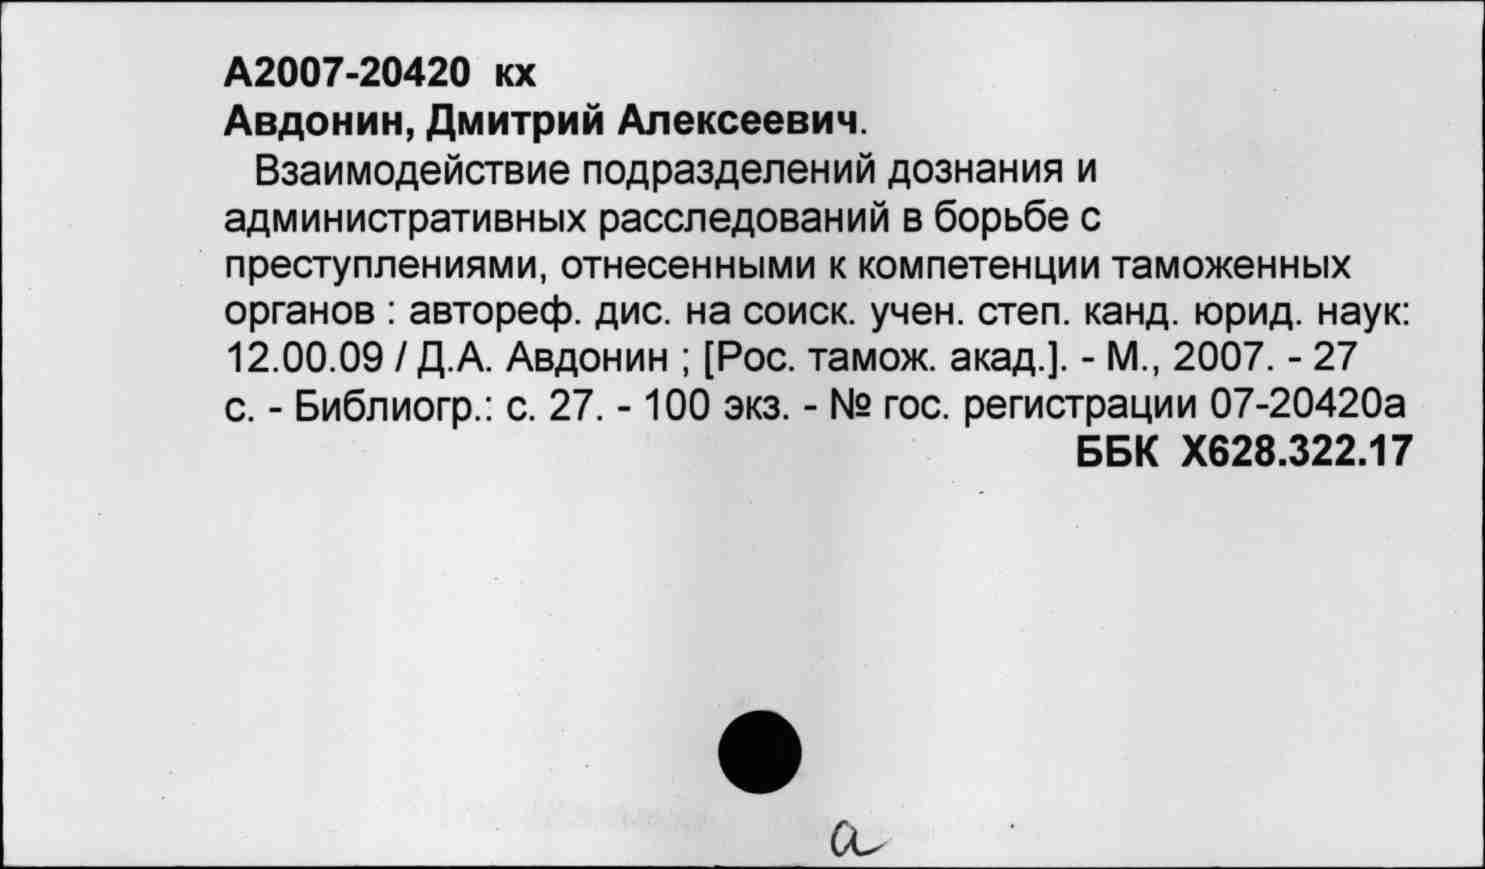 А2007-20420 кх
Авдонин, Дмитрий Алексеевич.
Взаимодействие подразделений дознания и
административных расследований в борьбе с
преступлениями, отнесенными к компетенции таможенных
органов : автореф. дис. на соиск. учен. степ. канд. юрид. наук:
12.00.09 / Д.А. Авдонин ; [Рос. тамож. акад.]. - М., 2007. - 27
с. - Библиогр.: с. 27. - 100 экз. - № гос. регистрации 07-20420а
ББК Х628.322.17
а